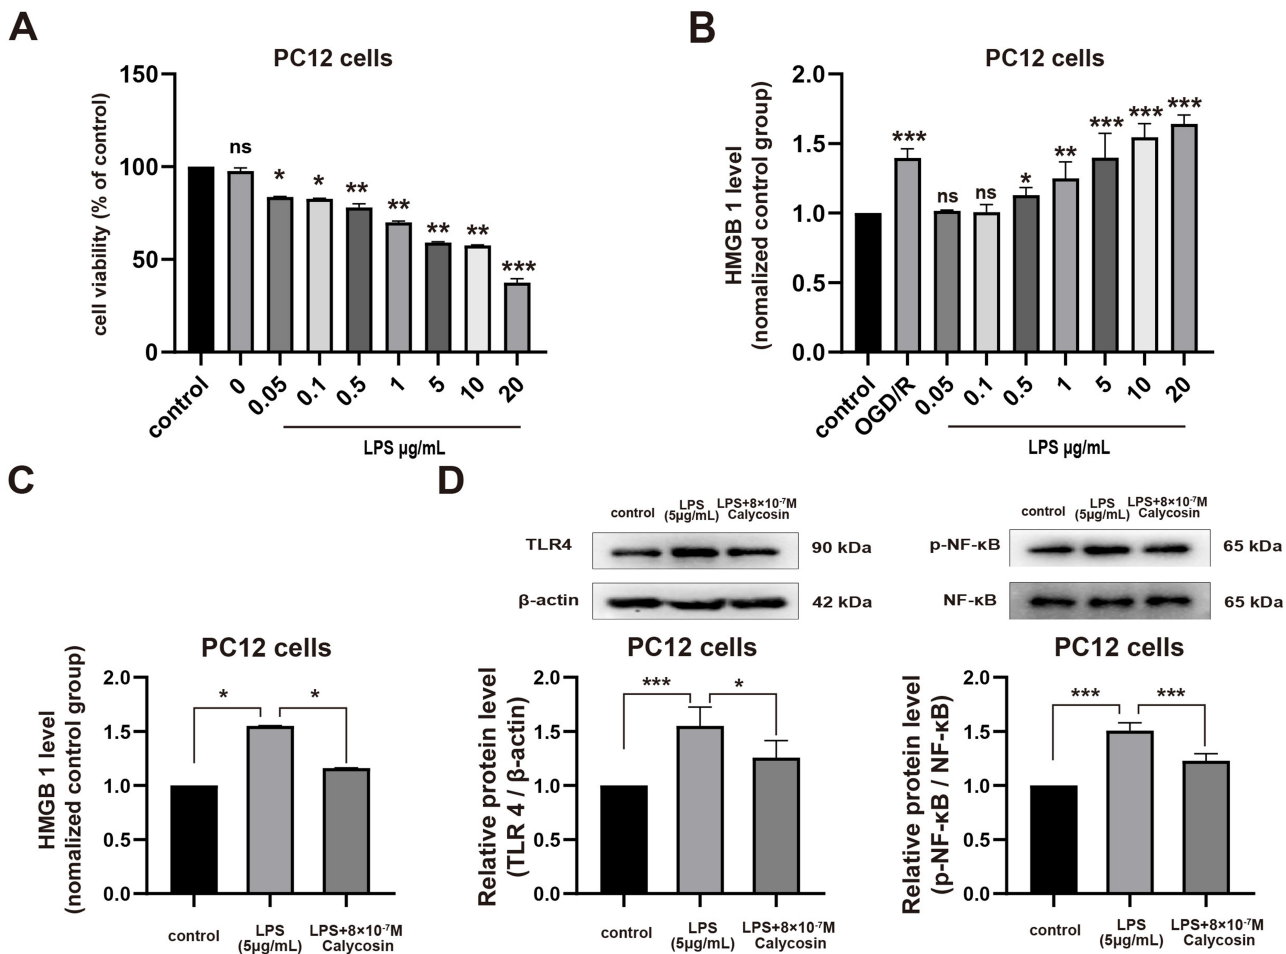 A
PC12 cells
cell viability (% of control)
150
100
50
0
ns
*
*
**
**
**
**
***
control
0
0.05
0.1
0.5
1
5
10
20
LPS μg/mL
B
PC12 cells
HMGB 1 level
(nomalized control group)
2.0
1.5
1.0
0.5
0.0
***
ns
ns
*
**
***
***
***
control
OGD/R
0.05
0.1
0.5
1
5
10
20
LPS μg/mL
C
PC12 cells
HMGB 1 level
(nomalized control group)
2.0
1.5
1.0
0.5
0.0
*
*
control
LPS
(5μg/mL)
LPS+8×10⁻⁷M
Calycosin
D
control
LPS
(5μg/mL)
LPS+8×10⁻⁷M
Calycosin
TLR4
90 kDa
β-actin
42 kDa
PC12 cells
Relative protein level
(TLR 4 / β-actin)
2.0
1.5
1.0
0.5
0.0
***
*
control
LPS
(5μg/mL)
LPS+8×10⁻⁷M
Calycosin
control
LPS
(5μg/mL)
LPS+8×10⁻⁷M
Calycosin
p-NF-κB
65 kDa
NF-κB
65 kDa
PC12 cells
Relative protein level
(p-NF-κB / NF-κB)
2.0
1.5
1.0
0.5
0.0
***
***
control
LPS
(5μg/mL)
LPS+8×10⁻⁷M
Calycosin